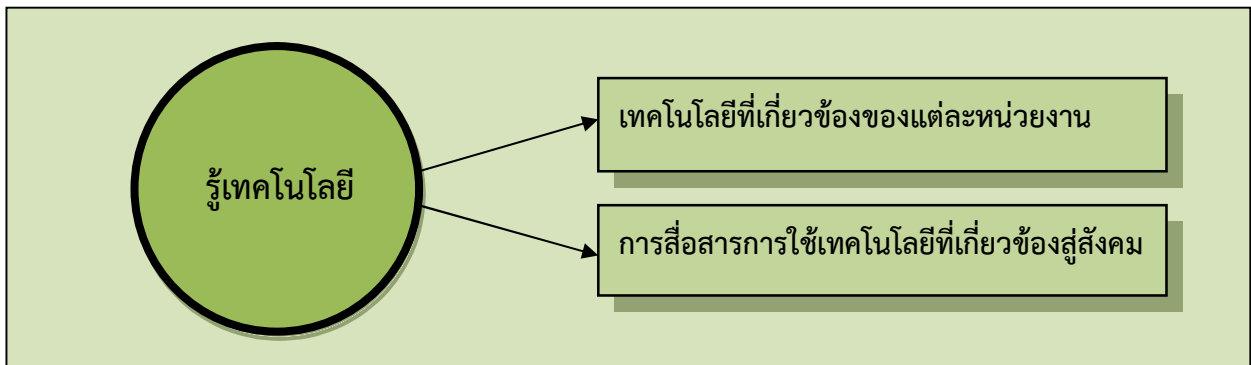 รู้เทคโนโลยี
เทคโนโลยีที่เกี่ยวข้องของแต่ละหน่วยงาน
การสื่อสารการใช้เทคโนโลยีที่เกี่ยวข้องสู่สังคม